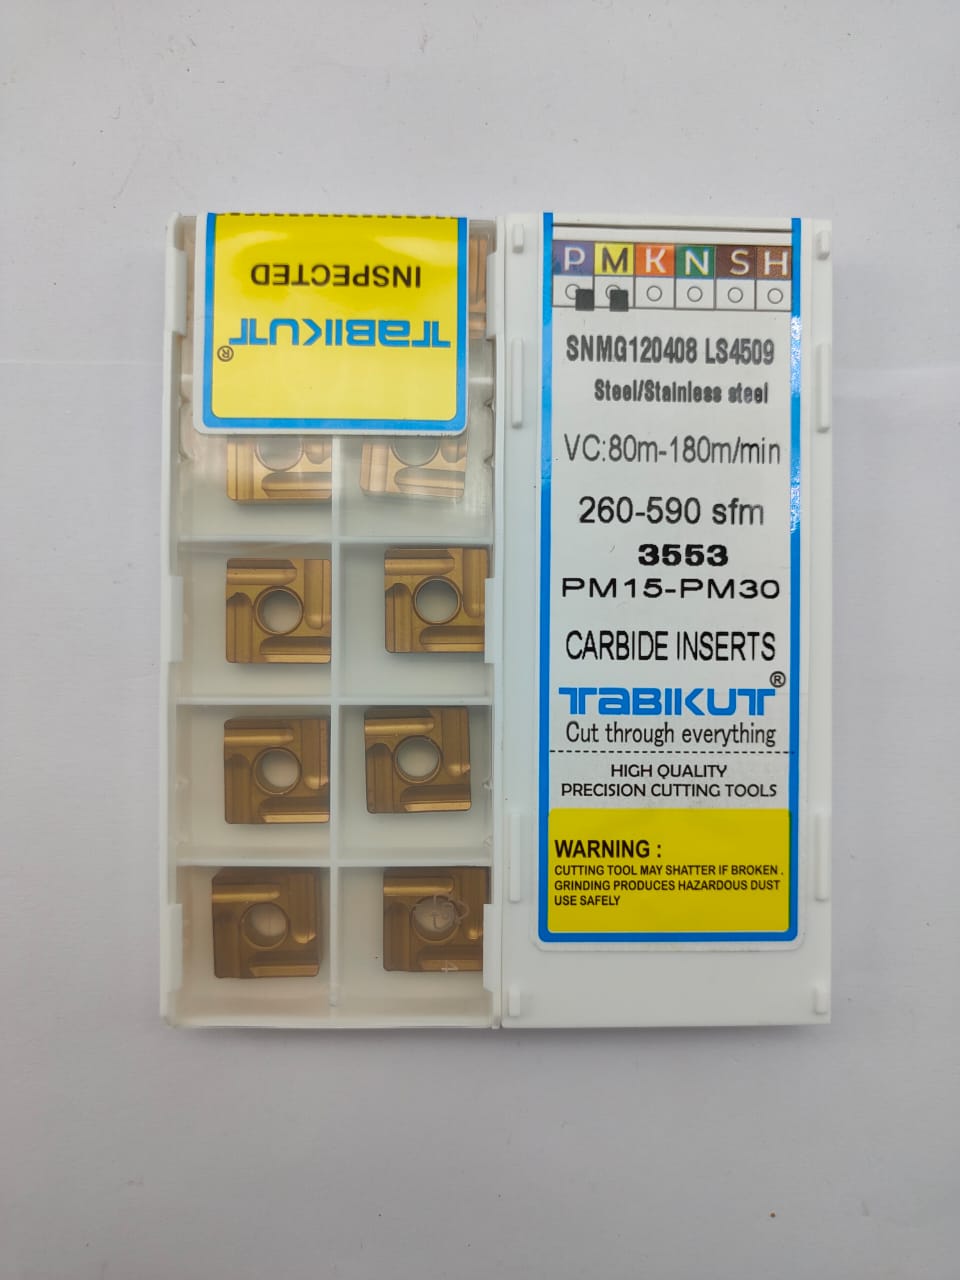 INSPECTED
TABIKUT
®
P M K N S H
SNMG120408 LS4509
Steel/Stainless steel
VC:80m-180m/min
260-590 sfm
3553
PM15-PM30
CARBIDE INSERTS
TABIKUT®
Cut through everything
HIGH QUALITY
PRECISION CUTTING TOOLS
WARNING :
CUTTING TOOL MAY SHATTER IF BROKEN .
GRINDING PRODUCES HAZARDOUS DUST
USE SAFELY